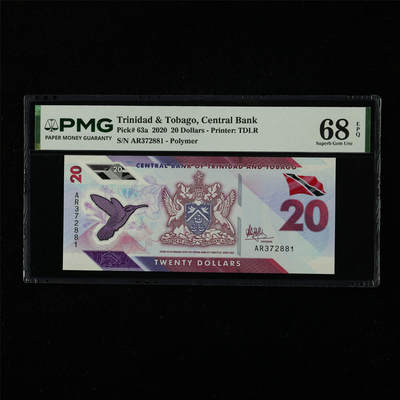 PMG
PAPER MONEY GUARANTY
Trinidad & Tobago, Central Bank
Pick# 63a 2020 20 Dollars - Printer: TDLR
S/N AR372881 - Polymer
68
EPQ
Superb Gem Unc
CENTRAL BANK OF TRINIDAD AND TOBAGO
20
20
20
AR372881
AR372881
TWENTY DOLLARS